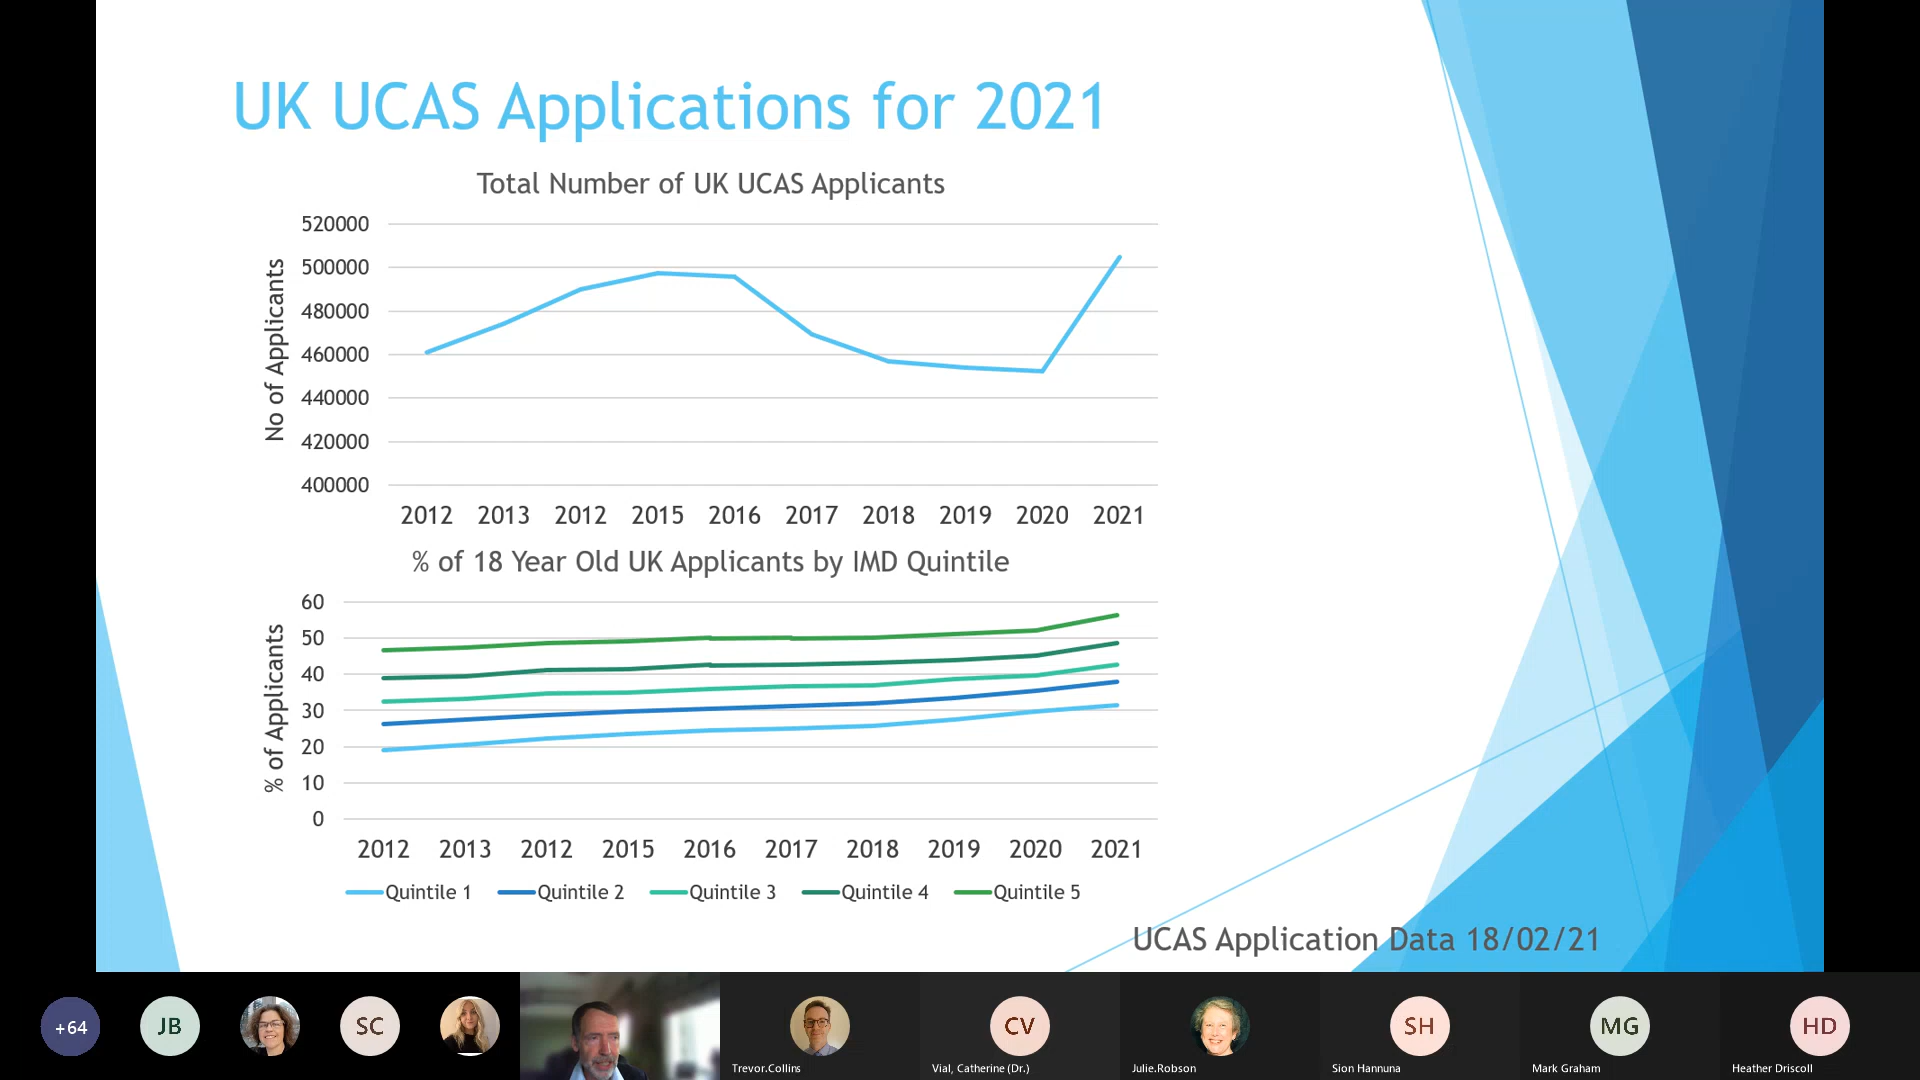 UK UCAS Applications for 2021
Total Number of UK UCAS Applicants
No of Applicants
520000
500000
480000
460000
440000
420000
400000
2012 2013 2012 2015 2016 2017 2018 2019 2020 2021
% of 18 Year Old UK Applicants by IMD Quintile
% of Applicants
60
50
40
30
20
10
0
2012 2013 2012 2015 2016 2017 2018 2019 2020 2021
Quintile 1 Quintile 2 Quintile 3 Quintile 4 Quintile 5
UCAS Application Data 18/02/21
+64 JB SC CV SH MG HD
Trevor.Collins Vial, Catherine (Dr.) Julie.Robson Sion Hannuna Mark Graham Heather Driscoll